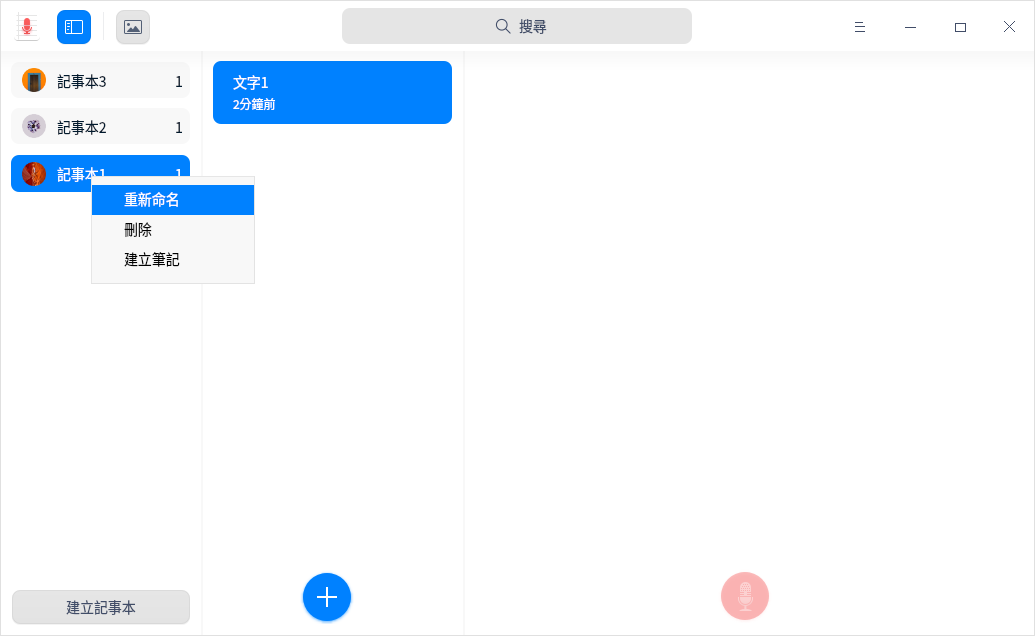 搜尋
記事本3 1
記事本2 1
記事本1 1
文字1
2分鐘前
重新命名
刪除
建立筆記
建立記事本